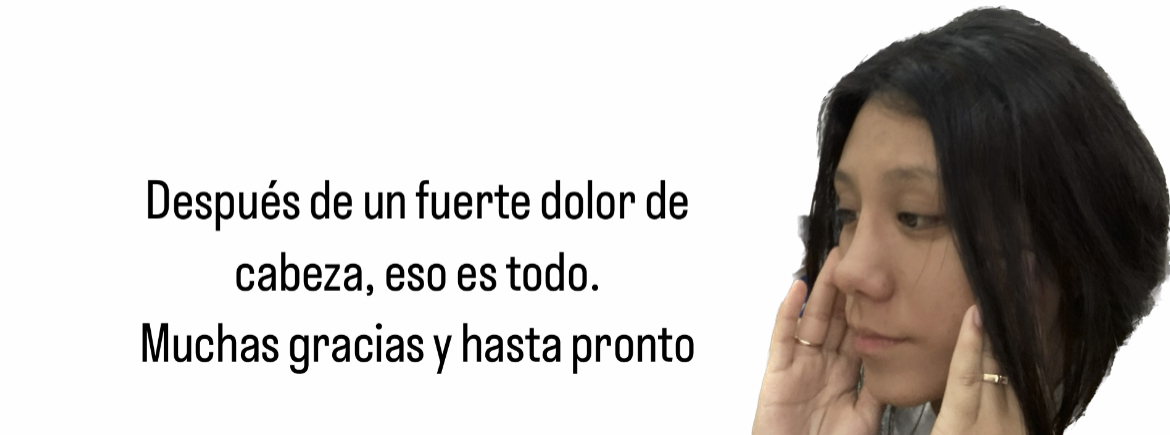 Después de un fuerte dolor de
cabeza, eso es todo.
Muchas gracias y hasta pronto